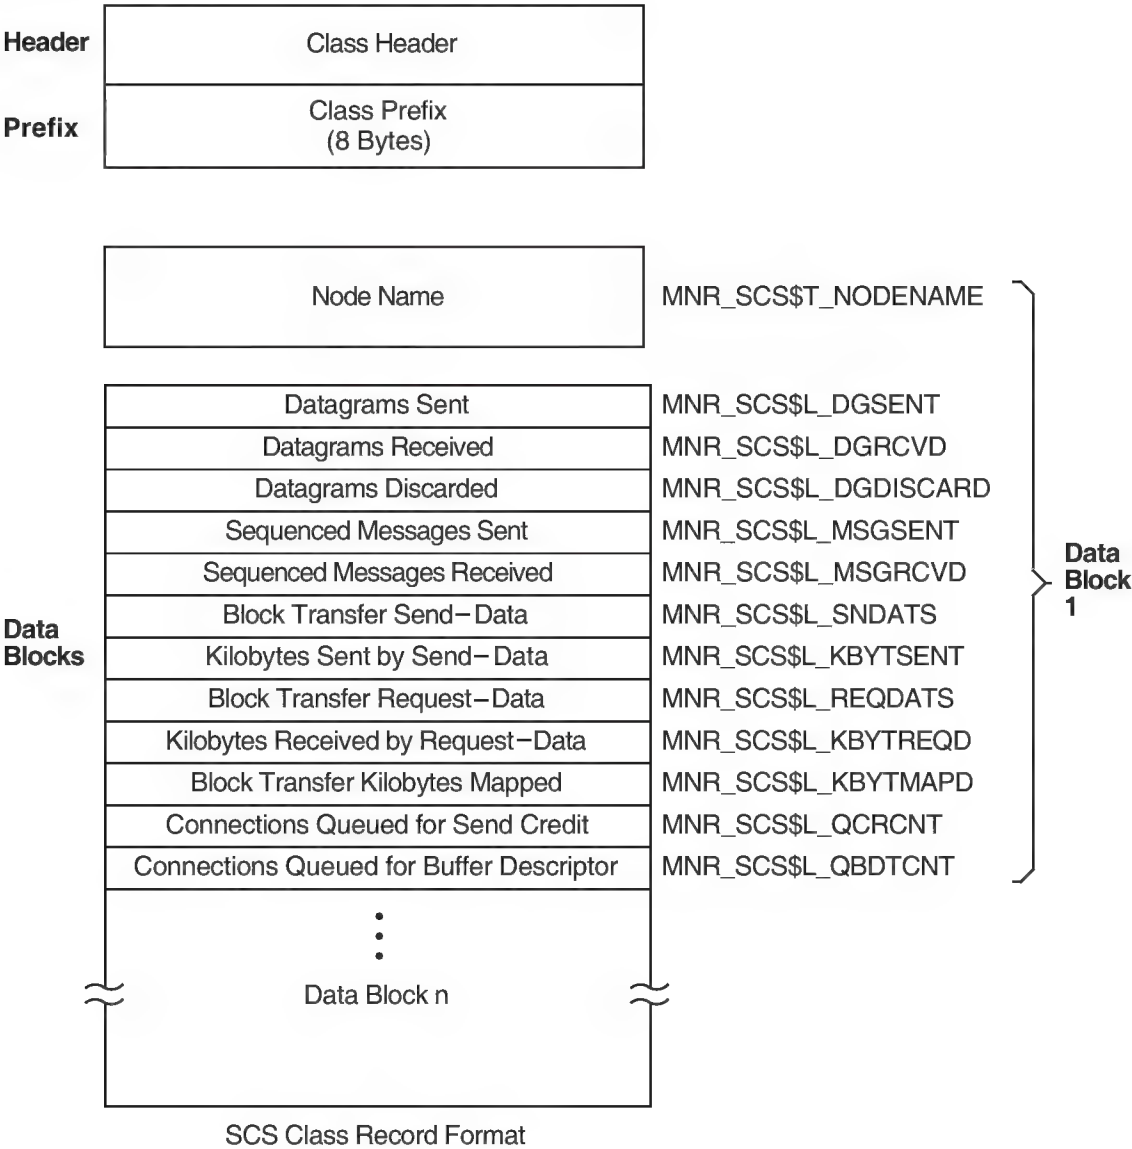 Header
Class Header
Prefix
Class Prefix
(8 Bytes)
Node Name
MNR_SCS$T_NODENAME
Datagrams Sent
MNR_SCS$L_DGSENT
Datagrams Received
MNR_SCS$L_DGRCVD
Datagrams Discarded
MNR_SCS$L_DGDISCARD
Sequenced Messages Sent
MNR_SCS$L_MSGSENT
Sequenced Messages Received
MNR_SCS$L_MSGRCVD
Data
Block
1
Block Transfer Send–Data
MNR_SCS$L_SNDATS
Data
Blocks
Kilobytes Sent by Send–Data
MNR_SCS$L_KBYTSENT
Block Transfer Request–Data
MNR_SCS$L_REQDATS
Kilobytes Received by Request–Data
MNR_SCS$L_KBYTREQD
Block Transfer Kilobytes Mapped
MNR_SCS$L_KBYTMAPD
Connections Queued for Send Credit
MNR_SCS$L_QCRCNT
Connections Queued for Buffer Descriptor
MNR_SCS$L_QBDTCNT
Data Block n
SCS Class Record Format